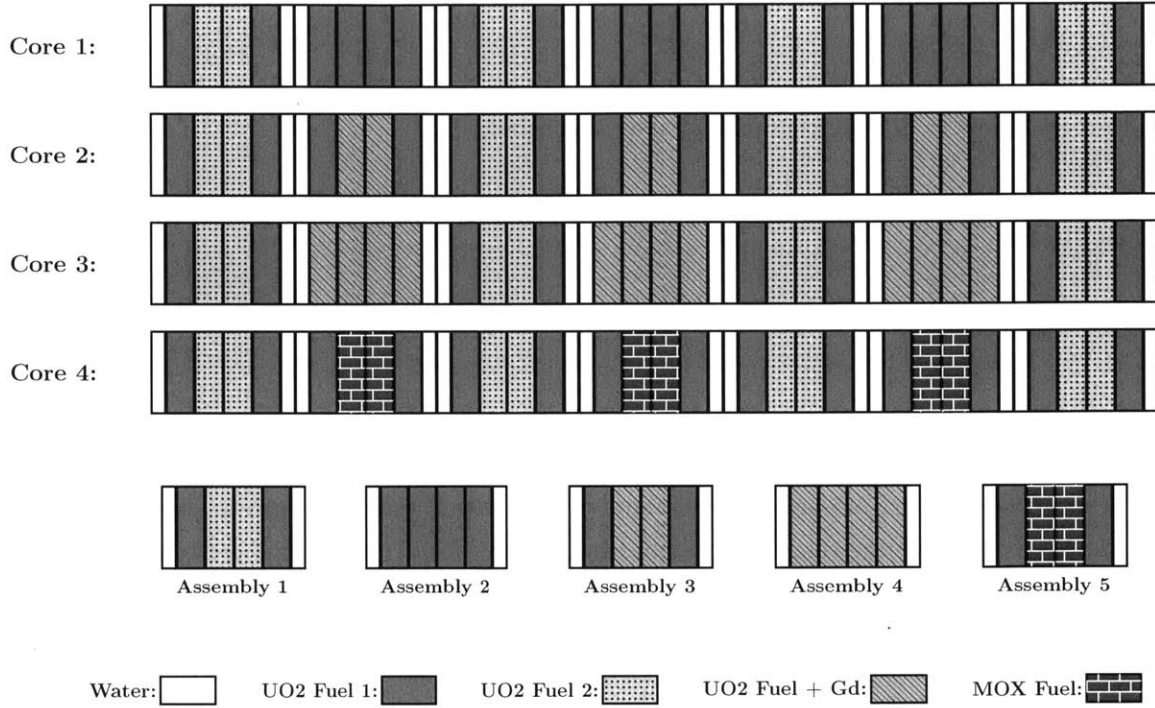 Core 1:
Core 2:
Core 3:
Core 4:
Assembly 1 Assembly 2 Assembly 3 Assembly 4 Assembly 5
Water: UO2 Fuel 1: UO2 Fuel 2: UO2 Fuel + Gd: MOX Fuel: